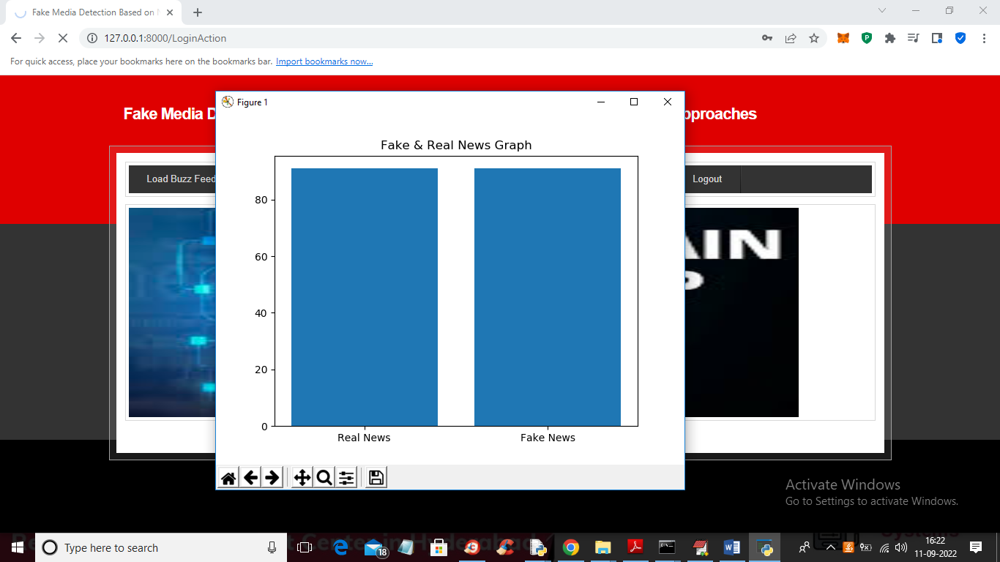 Fake Media Detection Based on
127.0.0.1:8000/LoginAction
For quick access, place your bookmarks here on the bookmarks bar. Import bookmarks now...
Fake Media
pproaches
Figure 1
Load Buzz Feed
Logout
AIN
Fake & Real News Graph
80
60
40
20
0
Real News
Fake News
Activate Windows
Go to Settings to activate Windows.
Type here to search
18
16:22
11-09-2022